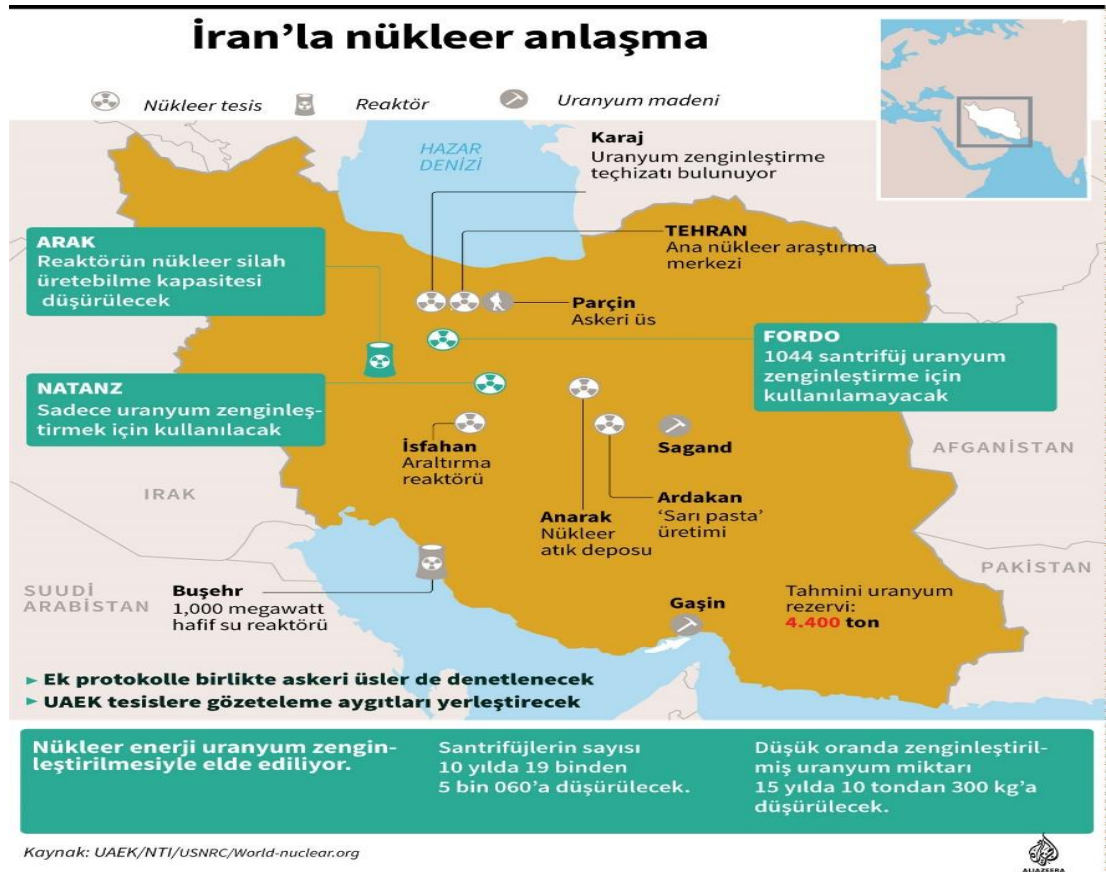 İran’la nükleer anlaşma
Nükleer tesis
Reaktör
Uranyum madeni
HAZAR
DENİZİ
Karaj
Uranyum zenginleştirme
teçhizatı bulunuyor
ARAK
Reaktörün nükleer silah
üretebilme kapasitesi
düşürülecek
TEHRAN
Ana nükleer araştırma
merkezi
Parçin
Askeri üs
FORDO
1044 santrifüj uranyum
zenginleştirme için
kullanılamayacak
NATANZ
Sadece uranyum zenginleş-
tirmek için kullanılacak
İsfahan
Araltırma
reaktörü
Sagand
AFGANİSTAN
IRAK
Anarak
Nükleer
atık deposu
Ardakan
‘Sarı pasta’
üretimi
PAKİSTAN
SUUDİ
ARABİSTAN
Buşehr
1,000 megawatt
hafif su reaktörü
Gaşin
Tahmini uranyum
rezervi:
4.400 ton
► Ek protokolle birlikte askeri üsler de denetlenecek
► UAEK tesislere gözeteleme aygıtları yerleştirecek
Nükleer enerji uranyum zengin-
leştirilmesiyle elde ediliyor.
Santrifüjlerin sayısı
10 yılda 19 binden
5 bin 060’a düşürülecek.
Düşük oranda zenginleştiril-
miş uranyum miktarı
15 yılda 10 tondan 300 kg’a
düşürülecek.
Kaynak: UAEK/NTI/USNRC/World-nuclear.org
ALJAZEERA